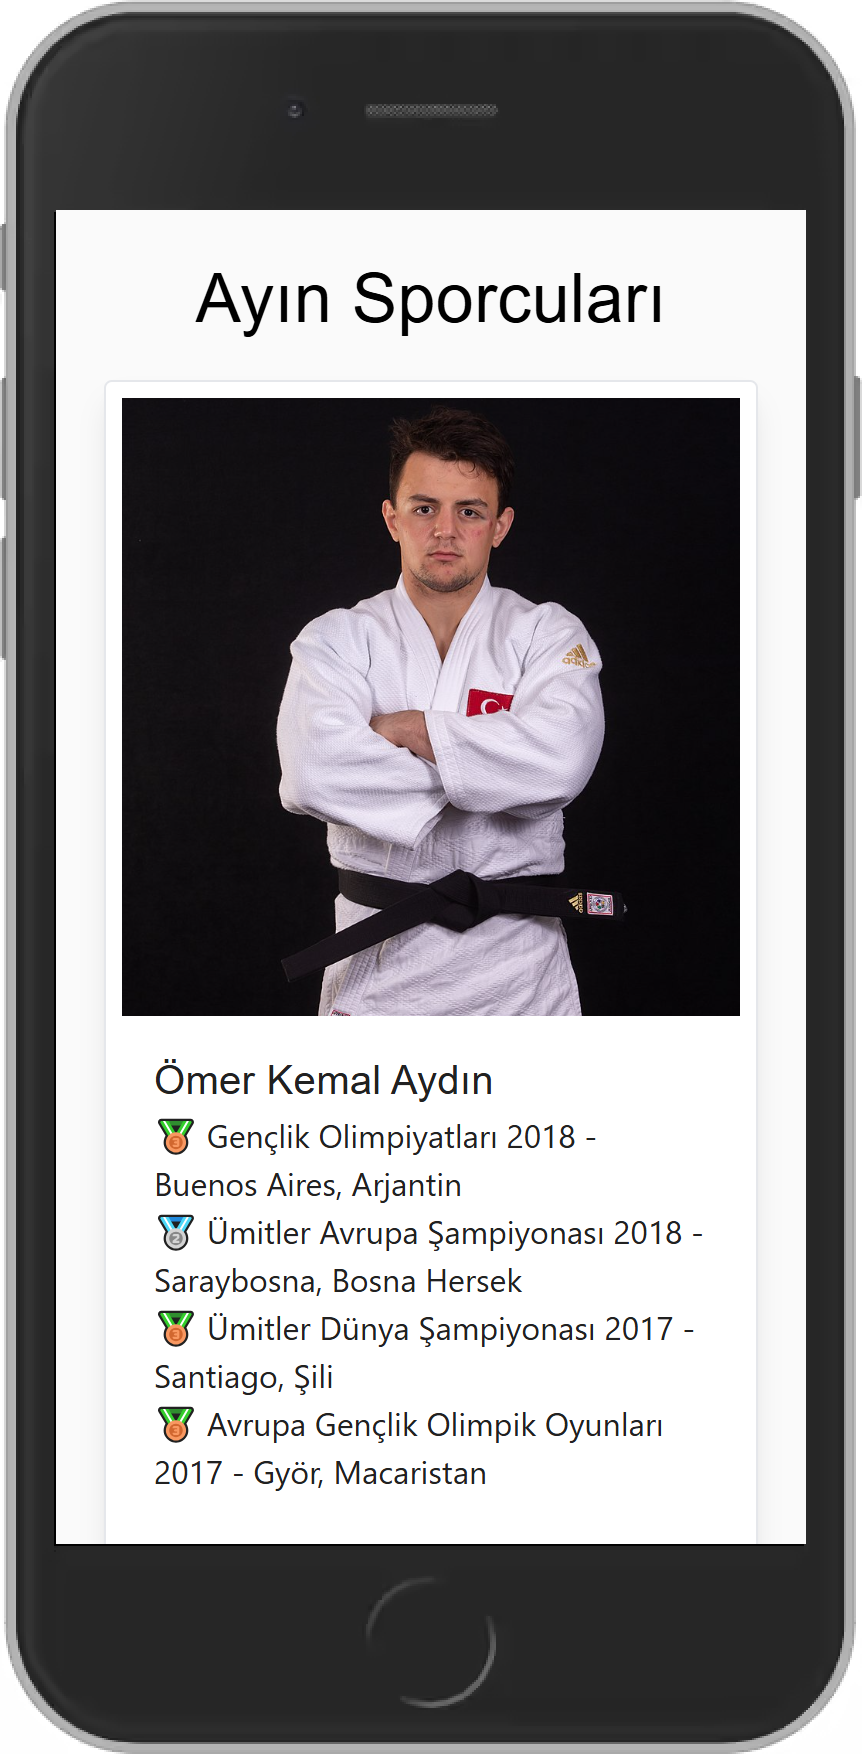 Ayın Sporcuları
adidas
Ömer Kemal Aydın
🥉 Gençlik Olimpiyatları 2018 -
Buenos Aires, Arjantin
🥈 Ümitler Avrupa Şampiyonası 2018 -
Saraybosna, Bosna Hersek
🥉 Ümitler Dünya Şampiyonası 2017 -
Santiago, Şili
🥉 Avrupa Gençlik Olimpik Oyunları
2017 - Györ, Macaristan